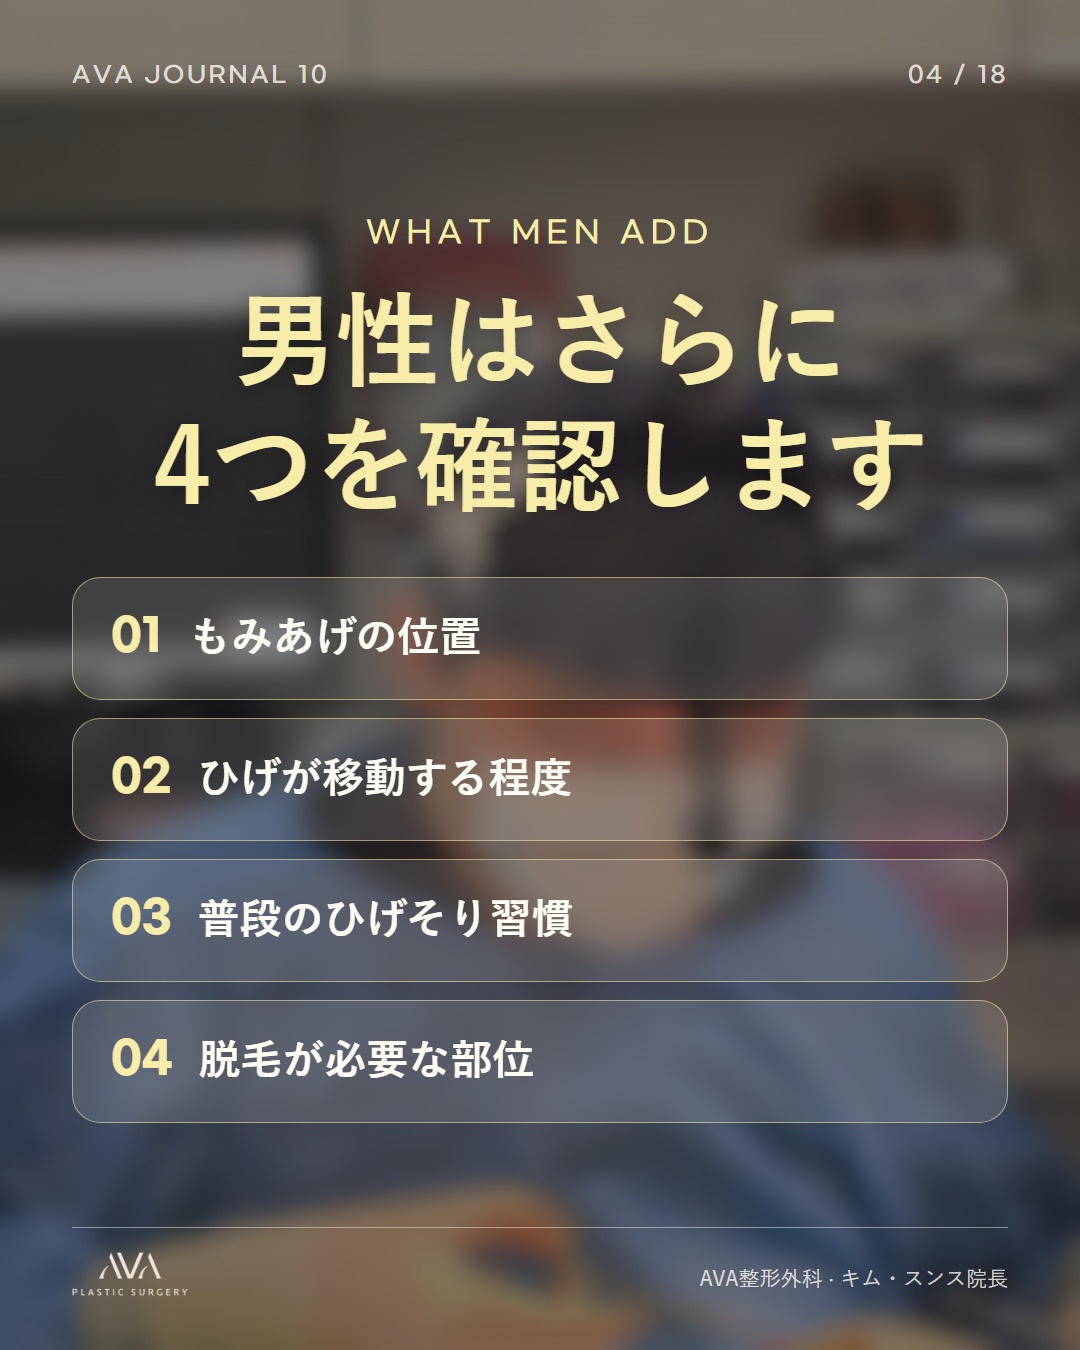 AVA JOURNAL 10
04 / 18
WHAT MEN ADD
男性はさらに
4つを確認します
01 もみあげの位置
02 ひげが移動する程度
03 普段のひげそり習慣
04 脱毛が必要な部位
AVA
PLASTIC SURGERY
AVA整形外科 · キム・スンス院長